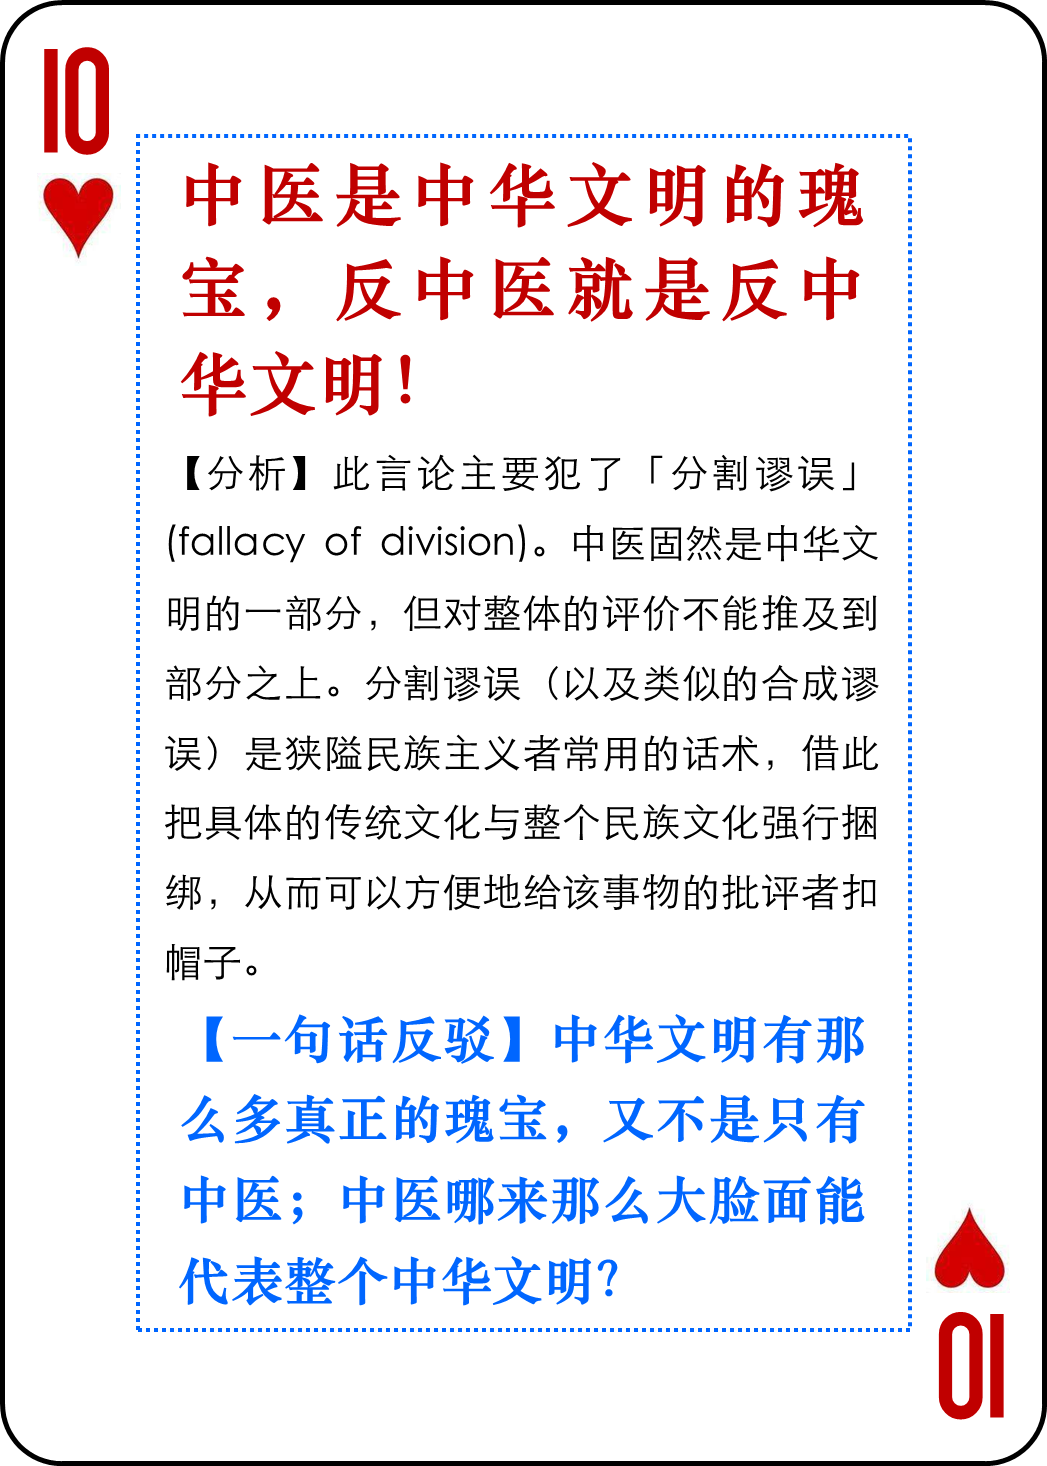 10
中医是中华文明的瑰
宝，反中医就是反中
华文明！
【分析】此言论主要犯了「分割谬误」
(fallacy of division)。中医固然是中华文
明的一部分，但对整体的评价不能推及到
部分之上。分割谬误（以及类似的合成谬
误）是狭隘民族主义者常用的话术，借此
把具体的传统文化与整个民族文化强行捆
绑，从而可以方便地给该事物的批评者扣
帽子。
【一句话反驳】中华文明有那
么多真正的瑰宝，又不是只有
中医；中医哪来那么大脸面能
代表整个中华文明？
10